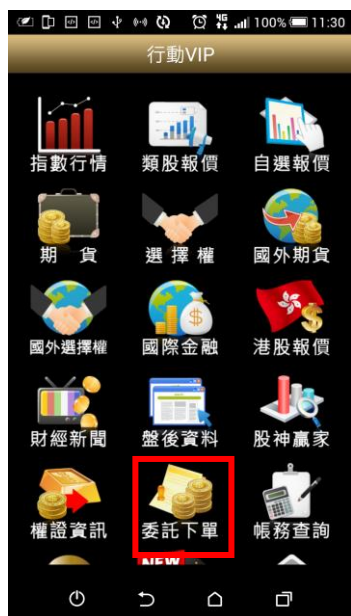 4G
100%
11:30
行動VIP
指數行情
類股報價
自選報價
期 貨
選 擇 權
國外期貨
國外選擇權
國際金融
港股報價
財經新聞
盤後資料
股神贏家
權證資訊
委託下單
帳務查詢
NEW